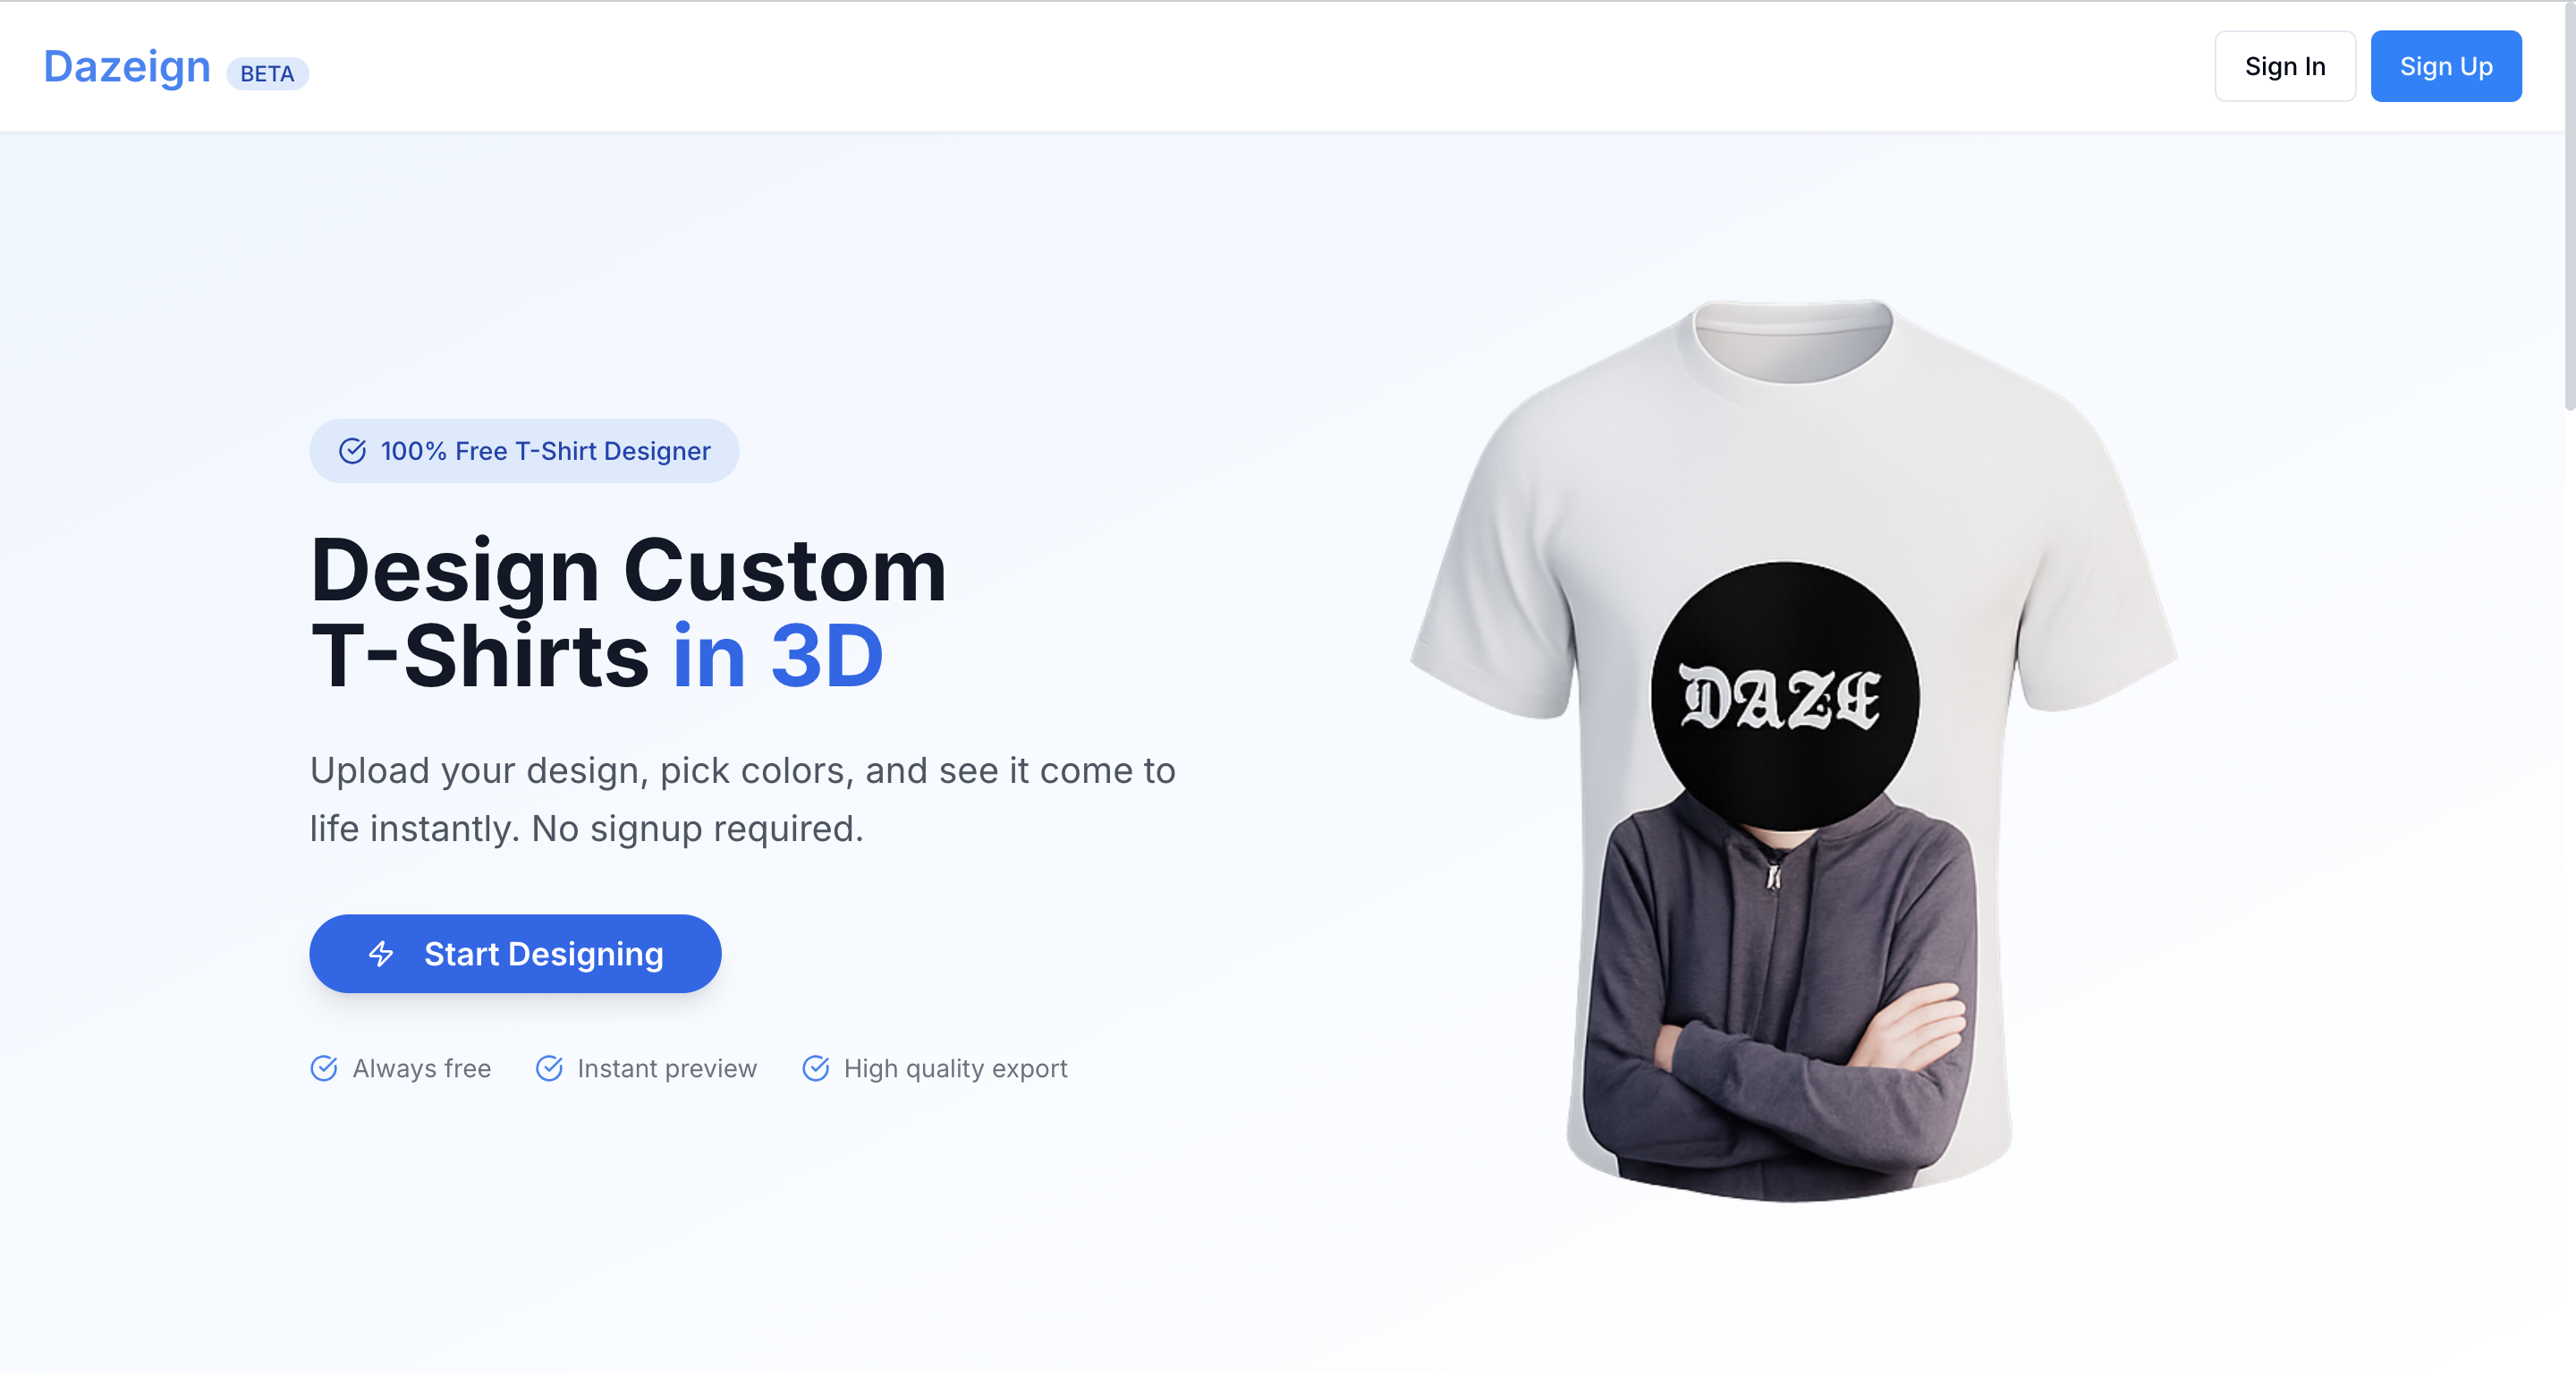 Dazeign
BETA
Sign In
Sign Up
100% Free T-Shirt Designer
Design Custom
T-Shirts in 3D
Upload your design, pick colors, and see it come to
life instantly. No signup required.
Start Designing
Always free
Instant preview
High quality export
DAZE